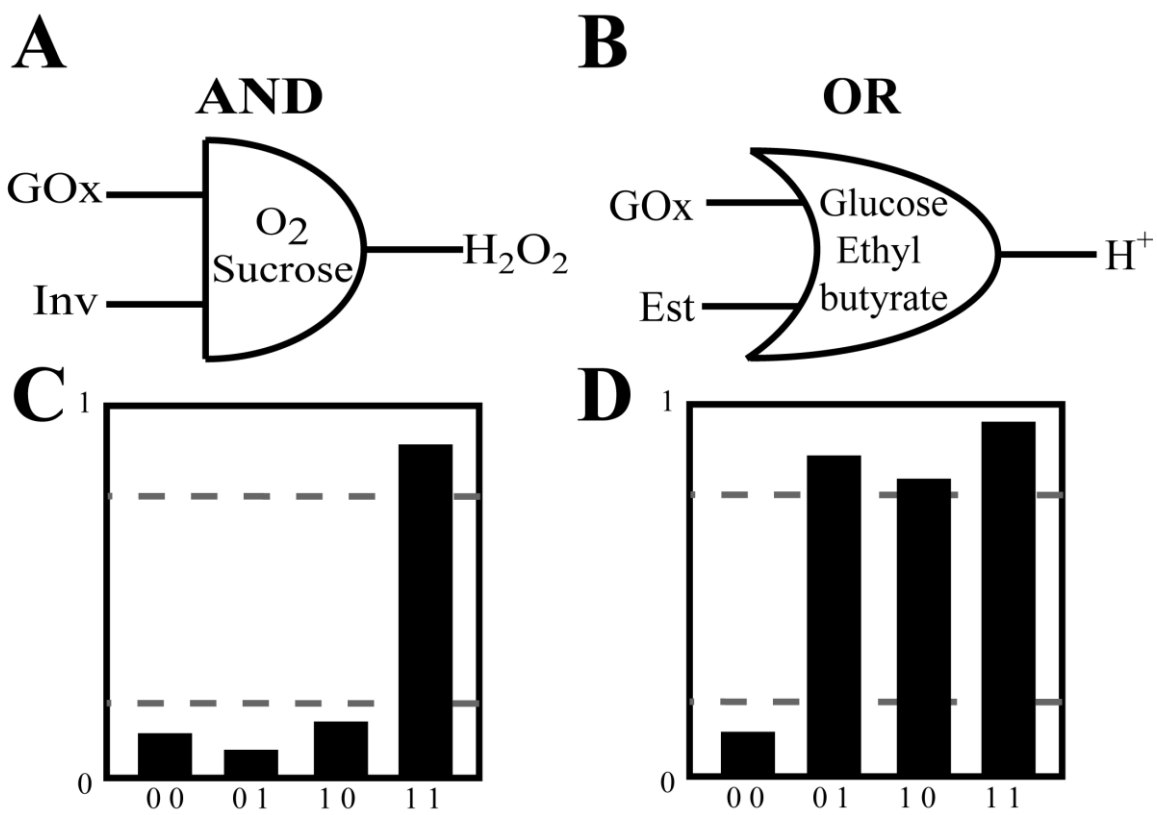 A
AND
GOx
O₂
Sucrose
Inv
H₂O₂
B
OR
GOx
Glucose
Ethyl
butyrate
Est
H⁺
C
1
0
0 0
0 1
1 0
1 1
D
1
0
0 0
0 1
1 0
1 1